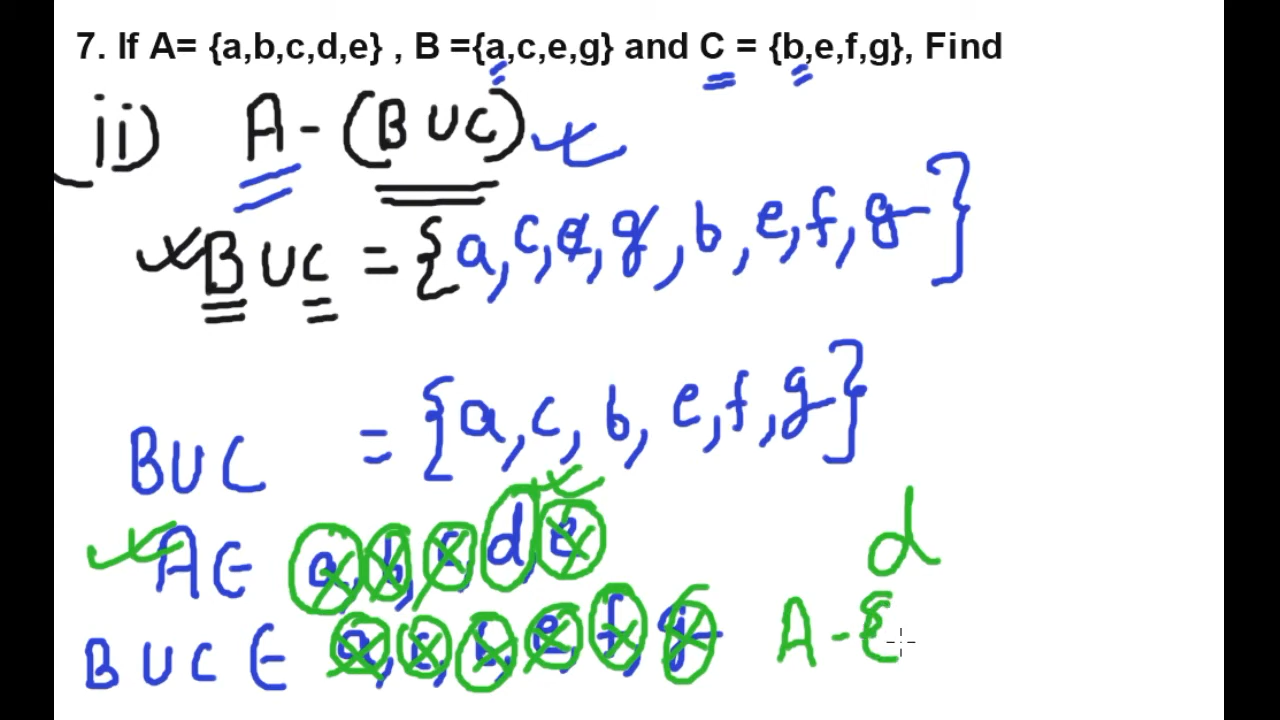 7. If A= {a,b,c,d,e} , B ={a,c,e,g} and C = {b,e,f,g}, Find
ii) A - (B U C)
B U C = {a, c, e, g, b, e, f, g}
B U C = {a, c, b, e, f, g}
A ∈ a, b, c, d, e
d
B U C ∈ a, c, b, e, f, g A - {